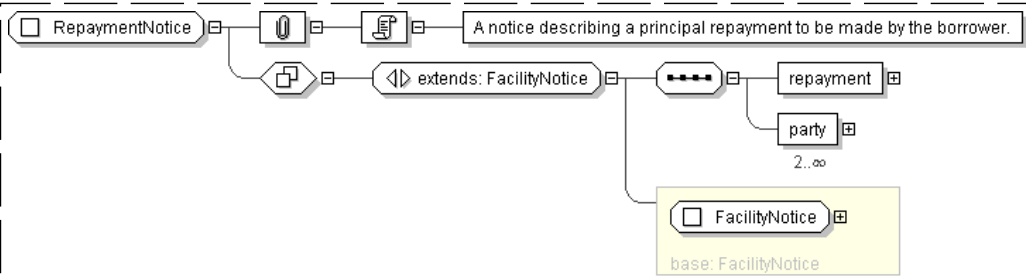 RepaymentNotice
A notice describing a principal repayment to be made by the borrower.
extends: FacilityNotice
repayment
party
2..∞
FacilityNotice
base: FacilityNotice